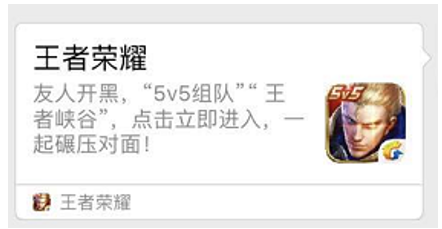 王者荣耀
友人开黑，“5v5组队”“ 王
者峡谷”，点击立即进入，一
起碾压对面！
5v5
王者荣耀